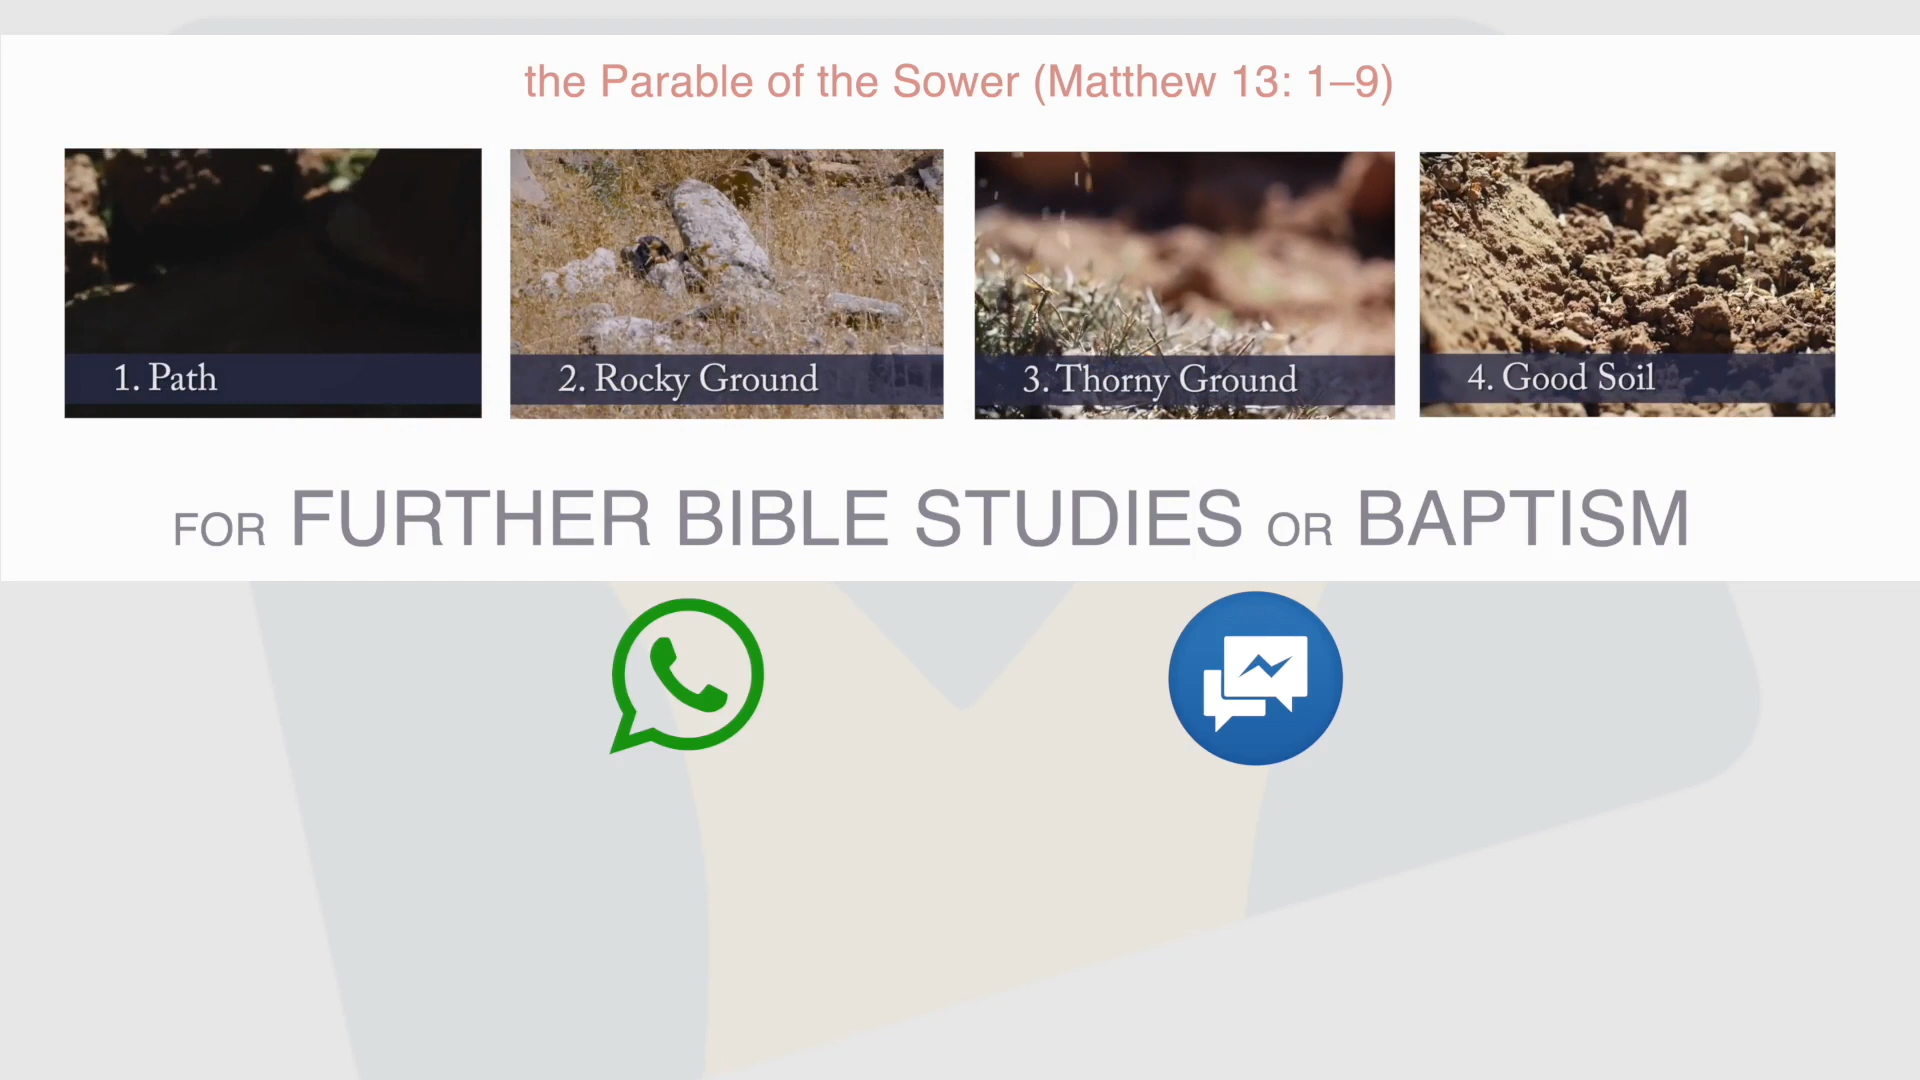 the Parable of the Sower (Matthew 13: 1–9)
1. Path
2. Rocky Ground
3. Thorny Ground
4. Good Soil
FOR FURTHER BIBLE STUDIES OR BAPTISM